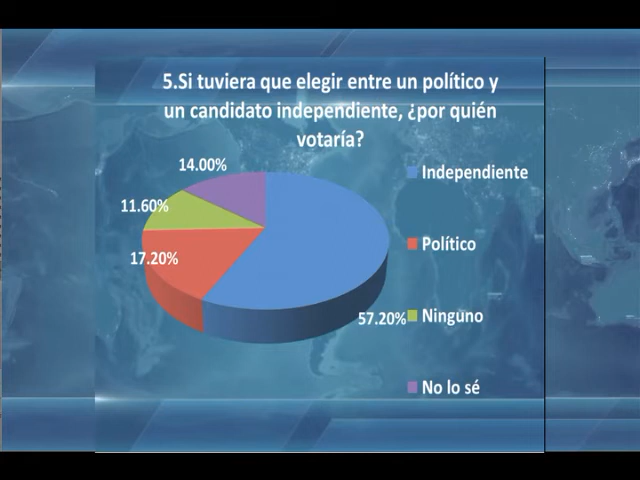 5.Si tuviera que elegir entre un político y
un candidato independiente, ¿por quién
votaría?
14.00%
Independiente
11.60%
Político
17.20%
57.20%
Ninguno
No lo sé